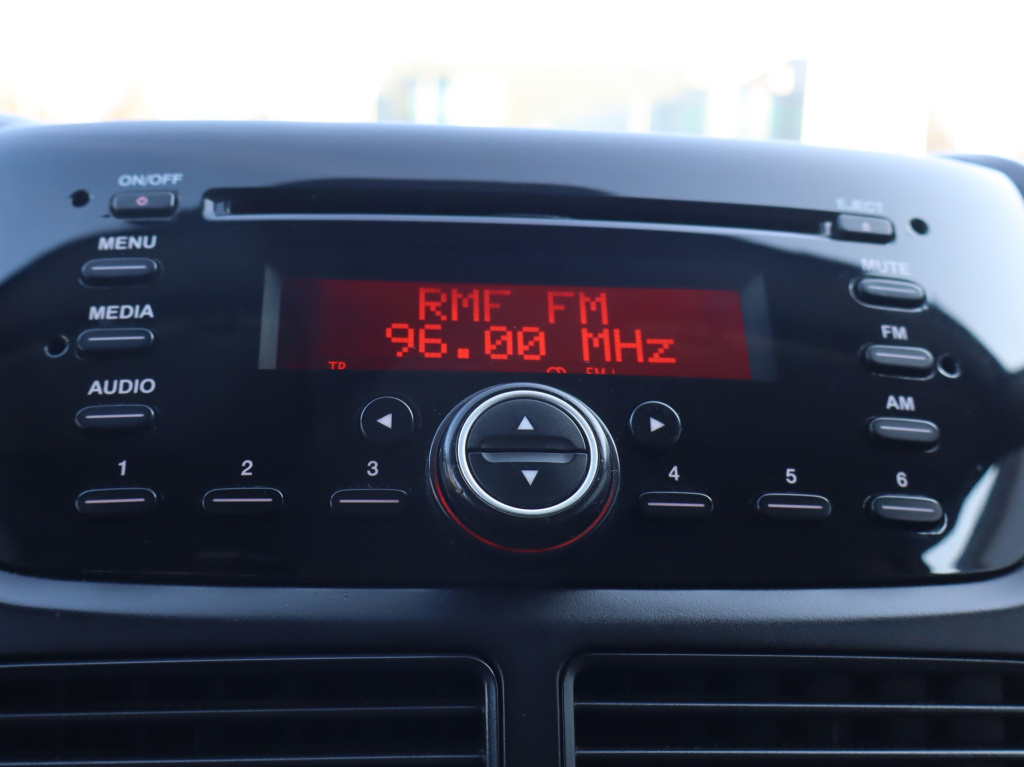 ON/OFF
EJECT
MENU
MUTE
RMF FM
MEDIA
96.00 MHz
FM
TP
AUDIO
AM
1
2
3
4
5
6